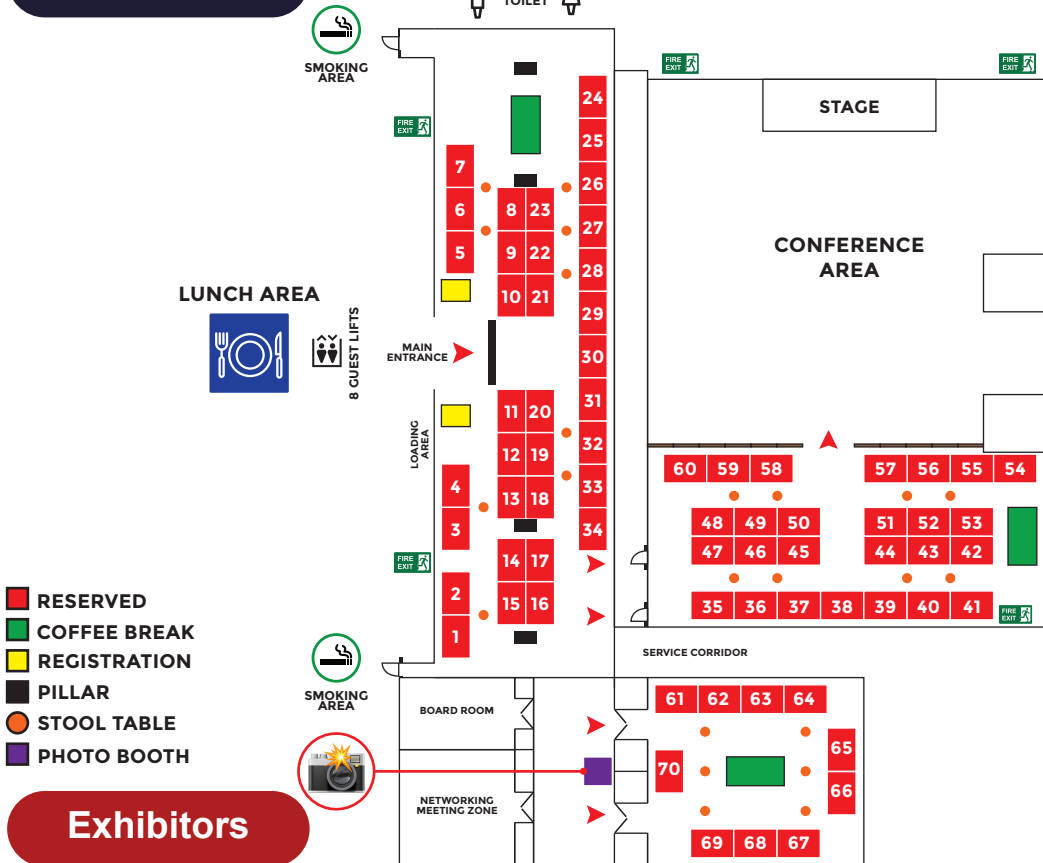 TOILET
SMOKING
AREA
FIRE
EXIT
FIRE
EXIT
FIRE
EXIT
STAGE
24
25
26
27
28
29
30
31
32
33
34
7
6
5
8 23
9 22
10 21
CONFERENCE
AREA
LUNCH AREA
8 GUEST LIFTS
MAIN
ENTRANCE
LOADING
AREA
11 20
12 19
13 18
4
3
14 17
15 16
2
1
FIRE
EXIT
60 59 58
57 56 55 54
48 49 50
51 52 53
47 46 45
44 43 42
35 36 37 38 39 40 41
FIRE
EXIT
RESERVED
COFFEE BREAK
REGISTRATION
PILLAR
STOOL TABLE
PHOTO BOOTH
SMOKING
AREA
SERVICE CORRIDOR
BOARD ROOM
NETWORKING
MEETING ZONE
61 62 63 64
65
66
70
69 68 67
Exhibitors